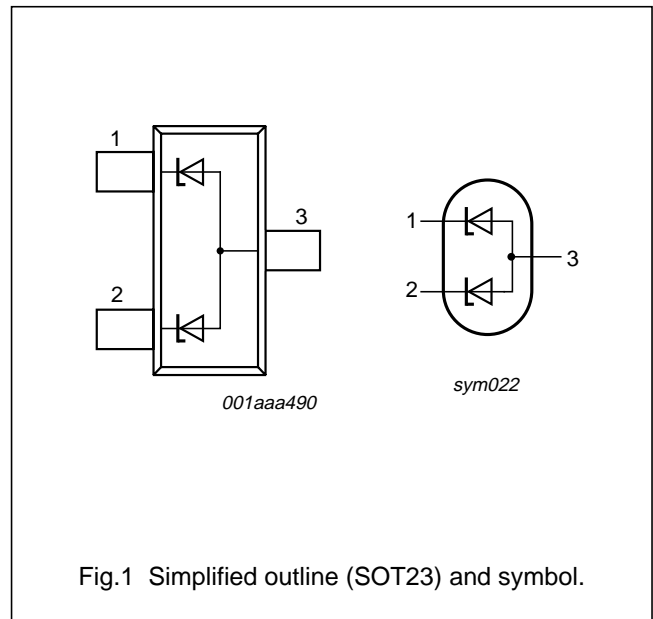 1
3
2
001aaa490
1
3
2
sym022
Fig.1 Simplified outline (SOT23) and symbol.